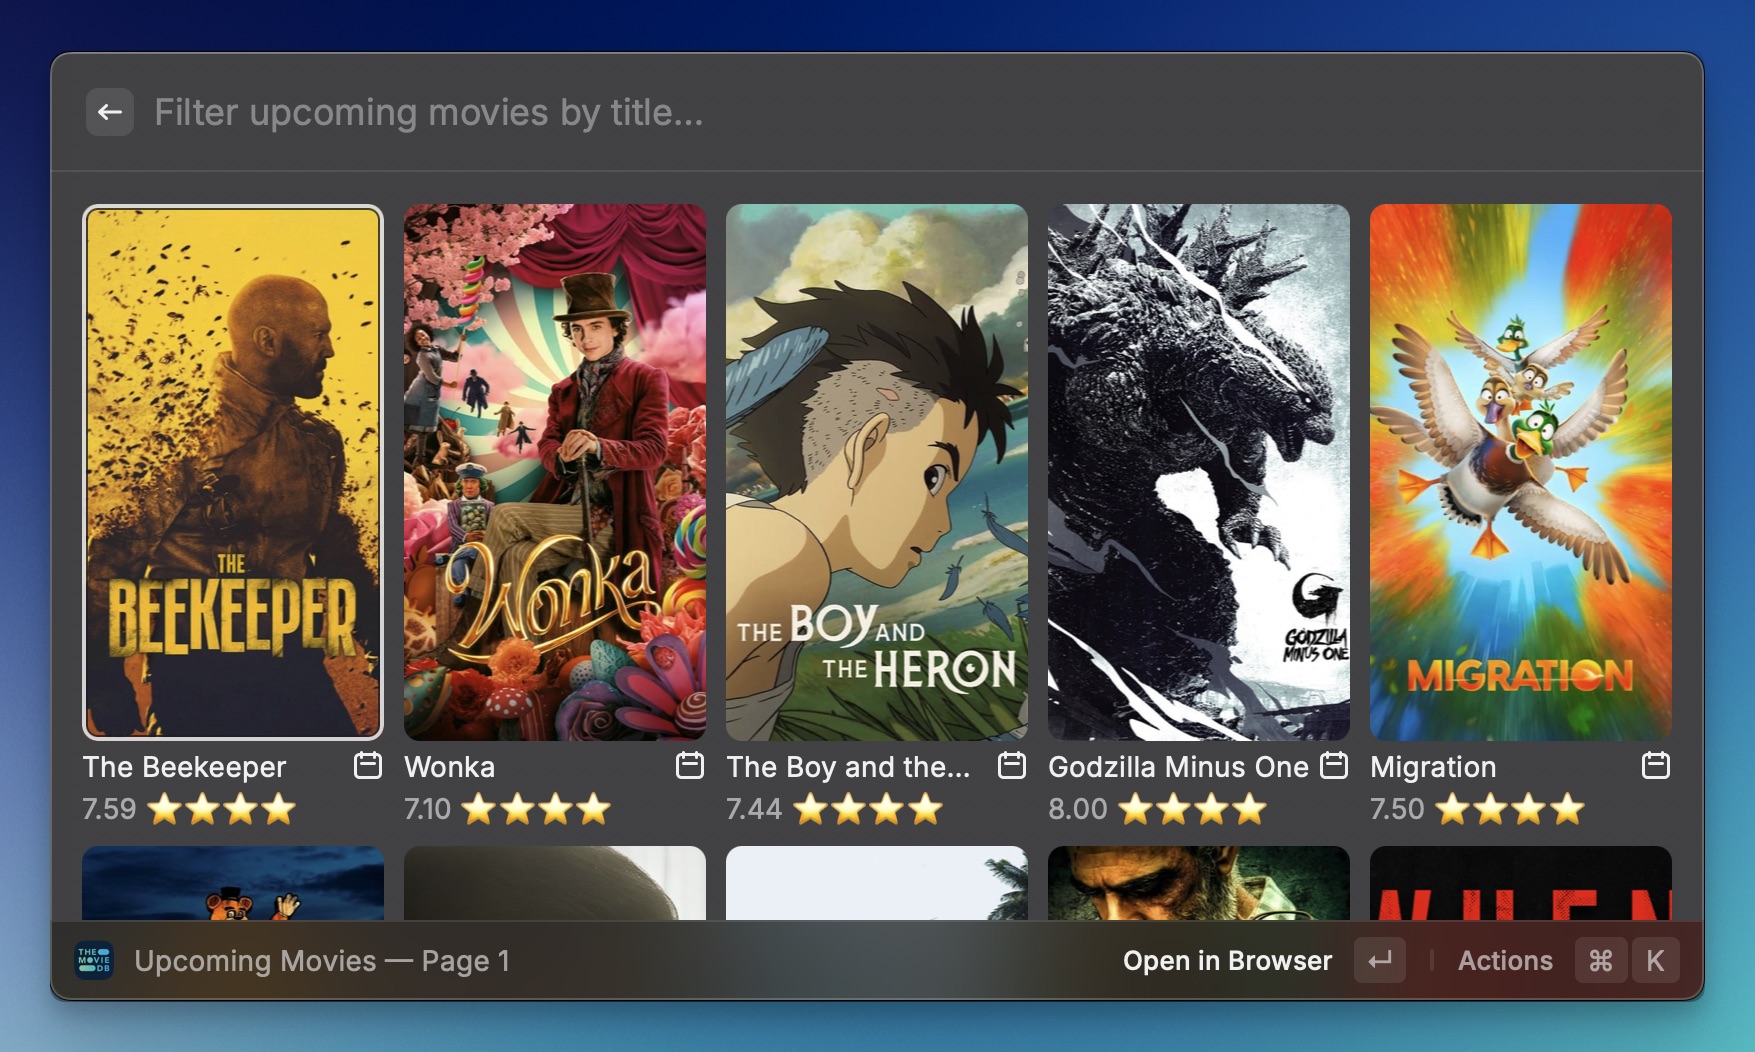 Filter upcoming movies by title...
THE
BEEKEEPER
Wonka
THE BOY AND
THE HERON
GODZILLA
MINUS ONE
MIGRATION
The Beekeeper
Wonka
The Boy and the...
Godzilla Minus One
Migration
7.59 ⭐⭐⭐⭐
7.10 ⭐⭐⭐⭐
7.44 ⭐⭐⭐⭐
8.00 ⭐⭐⭐⭐
7.50 ⭐⭐⭐⭐
WHEN
THE
MOVIE
DB
Upcoming Movies — Page 1
Open in Browser
Actions
⌘ K